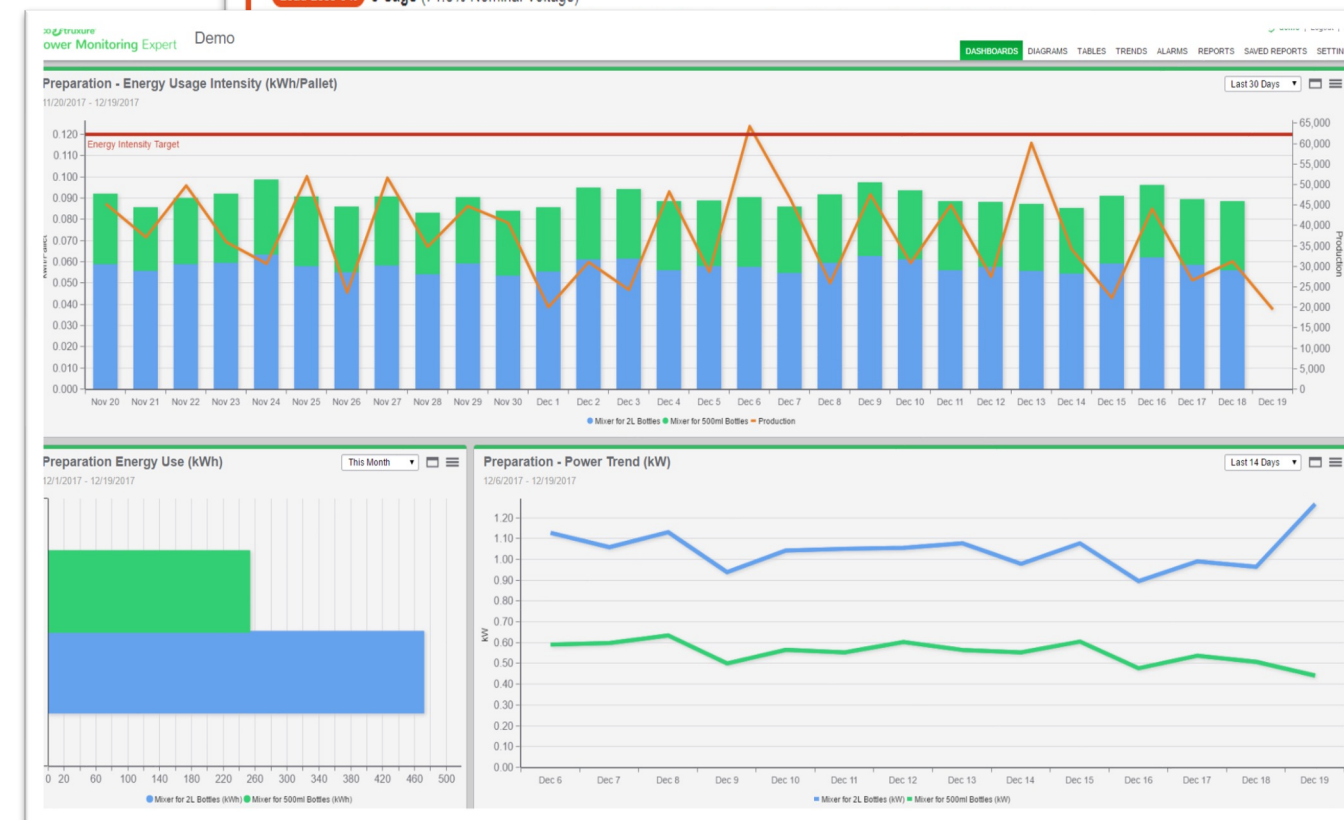 (71.8% Nominal Voltage)
ower Monitoring Expert Demo
DASHBOARDS DIAGRAMS TABLES TRENDS ALARMS REPORTS SAVED REPORTS SETTIN
Preparation - Energy Usage Intensity (kWh/Pallet)
Last 30 Days
11/20/2017 - 12/19/2017
Energy Intensity Target
0.120
0.110
0.100
0.090
0.080
0.070
0.060
0.050
0.040
0.030
0.020
0.010
0.000
65,000
60,000
55,000
50,000
45,000
40,000
35,000
30,000
25,000
20,000
15,000
10,000
5,000
0
Production
Nov 20 Nov 21 Nov 22 Nov 23 Nov 24 Nov 25 Nov 26 Nov 27 Nov 28 Nov 29 Nov 30 Dec 1 Dec 2 Dec 3 Dec 4 Dec 5 Dec 6 Dec 7 Dec 8 Dec 9 Dec 10 Dec 11 Dec 12 Dec 13 Dec 14 Dec 15 Dec 16 Dec 17 Dec 18 Dec 19
Mixer for 2L Bottles Mixer for 500ml Bottles Production
Preparation Energy Use (kWh)
This Month
12/1/2017 - 12/19/2017
0 20 60 100 140 180 220 260 300 340 380 420 460 500
Mixer for 2L Bottles (kWh) Mixer for 500ml Bottles (kWh)
Preparation - Power Trend (kW)
Last 14 Days
12/6/2017 - 12/19/2017
1.20
1.10
1.00
0.90
0.80
0.70
0.60
0.50
0.40
0.30
0.20
0.10
0.00
kW
Dec 6 Dec 7 Dec 8 Dec 9 Dec 10 Dec 11 Dec 12 Dec 13 Dec 14 Dec 15 Dec 16 Dec 17 Dec 18 Dec 19
Mixer for 2L Bottles (kW) Mixer for 500ml Bottles (kW)